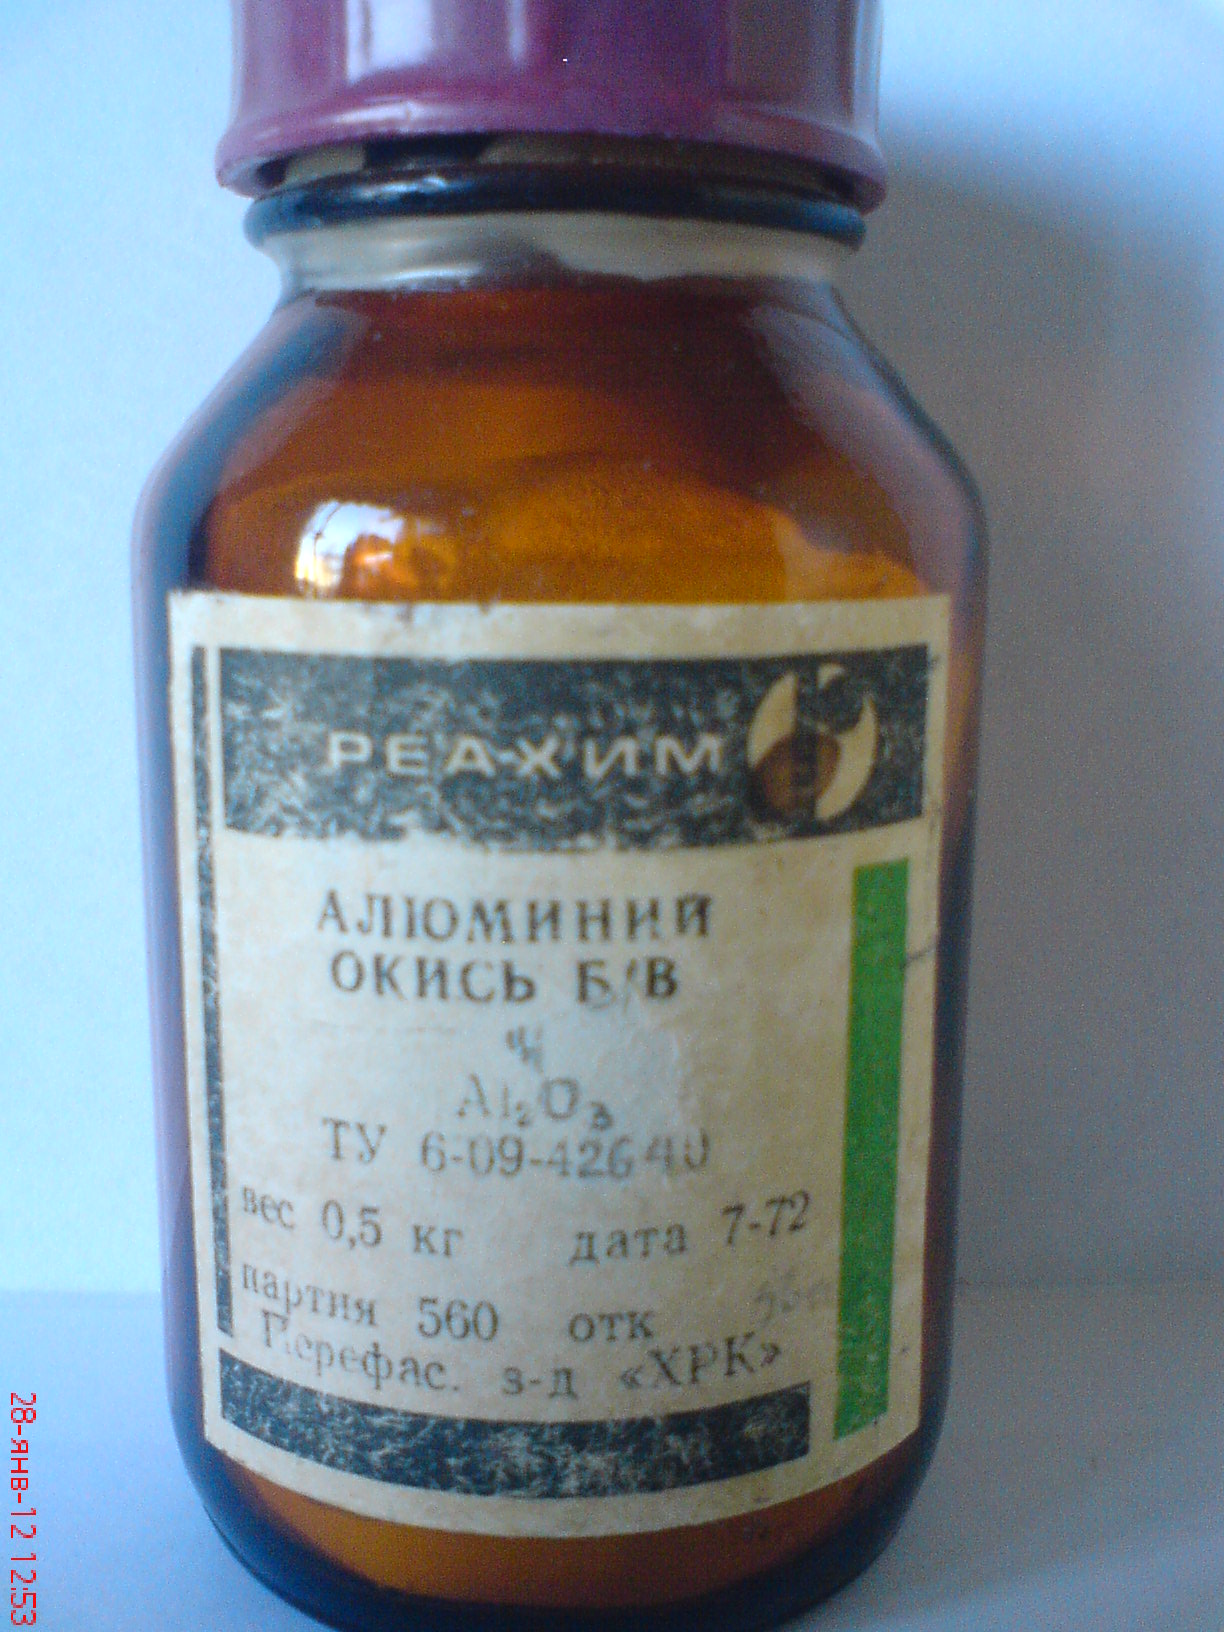 РЕАХИМ
АЛЮМИНИЙ
ОКИСЬ Б/В
"Ч"
Al₂O₃
ТУ 6-09-42640
вес 0,5 кг дата 7-72
партия 560 отк
Перефас. з-д «ХРК»
28-янв-12 12:53